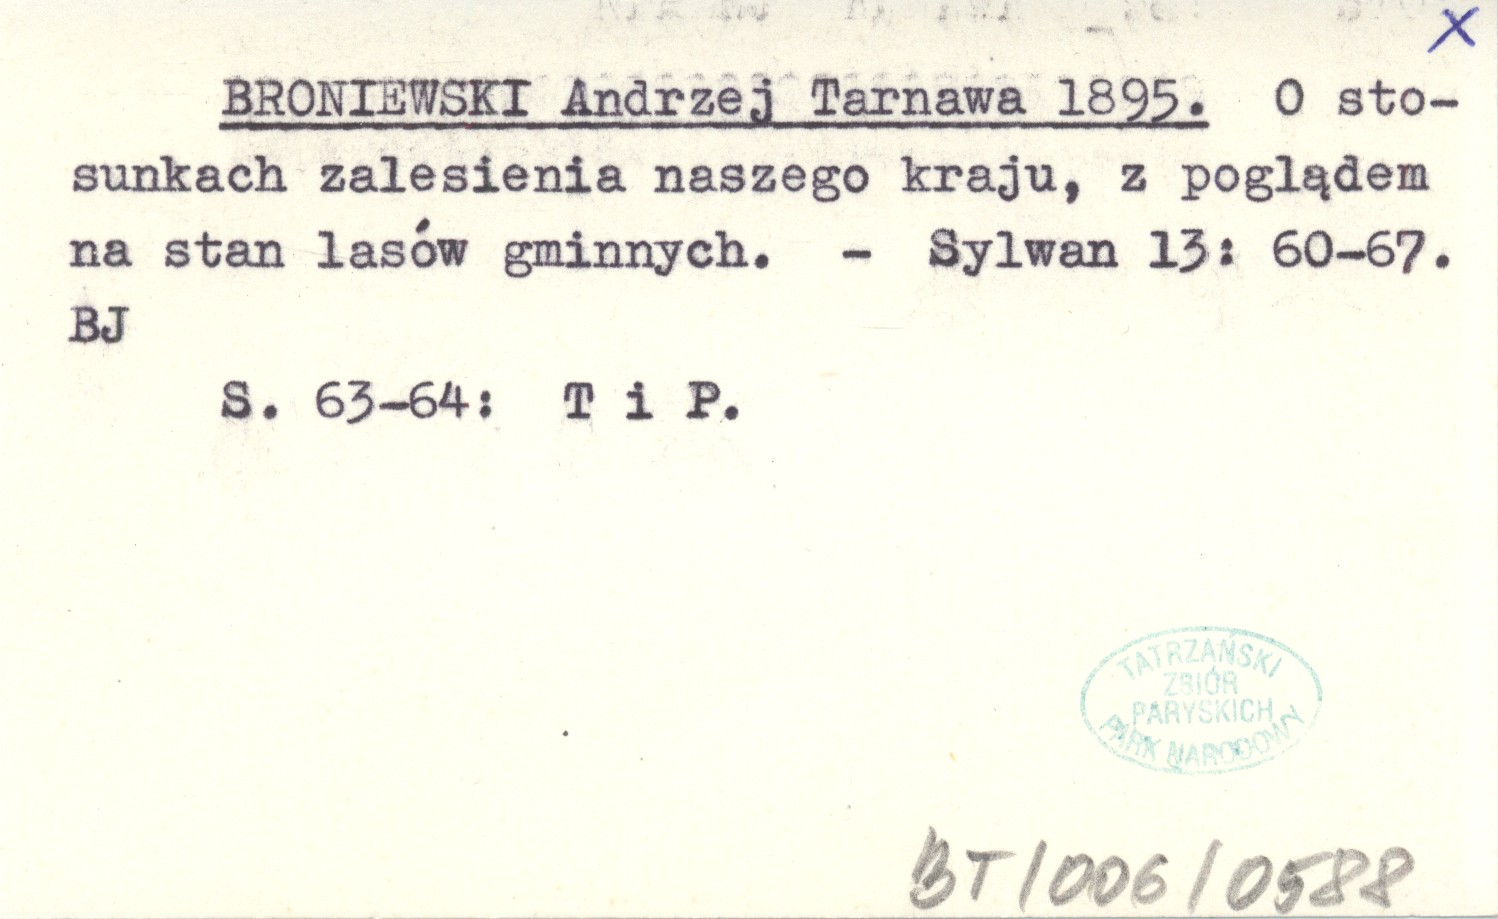 X
BRONIEWSKI Andrzej Tarnawa 1895. O sto-
sunkach zalesienia naszego kraju, z poglądem
na stan lasów gminnych. - Sylwan 13: 60-67.
BJ
S. 63-64: T i P.
TATRZAŃSKI
ZBIÓR
PARYSKICH
PARK NARODOWY
BT/006/0588